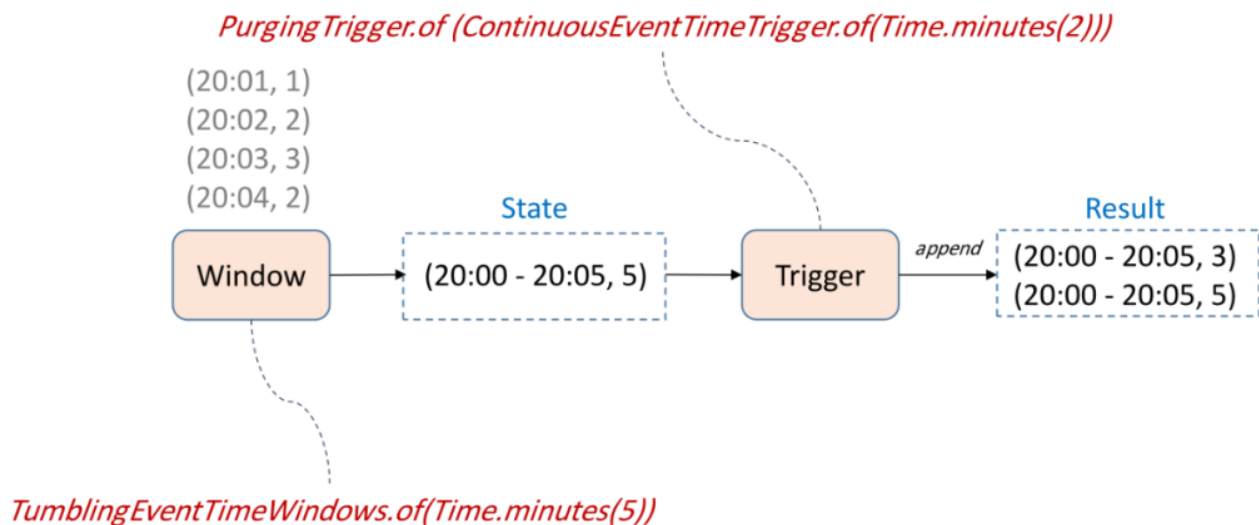 PurgingTrigger.of (ContinuousEventTimeTrigger.of(Time.minutes(2)))
(20:01, 1)
(20:02, 2)
(20:03, 3)
(20:04, 2)
State
Result
Window
(20:00 - 20:05, 5)
Trigger
append
(20:00 - 20:05, 3)
(20:00 - 20:05, 5)
TumblingEventTimeWindows.of(Time.minutes(5))